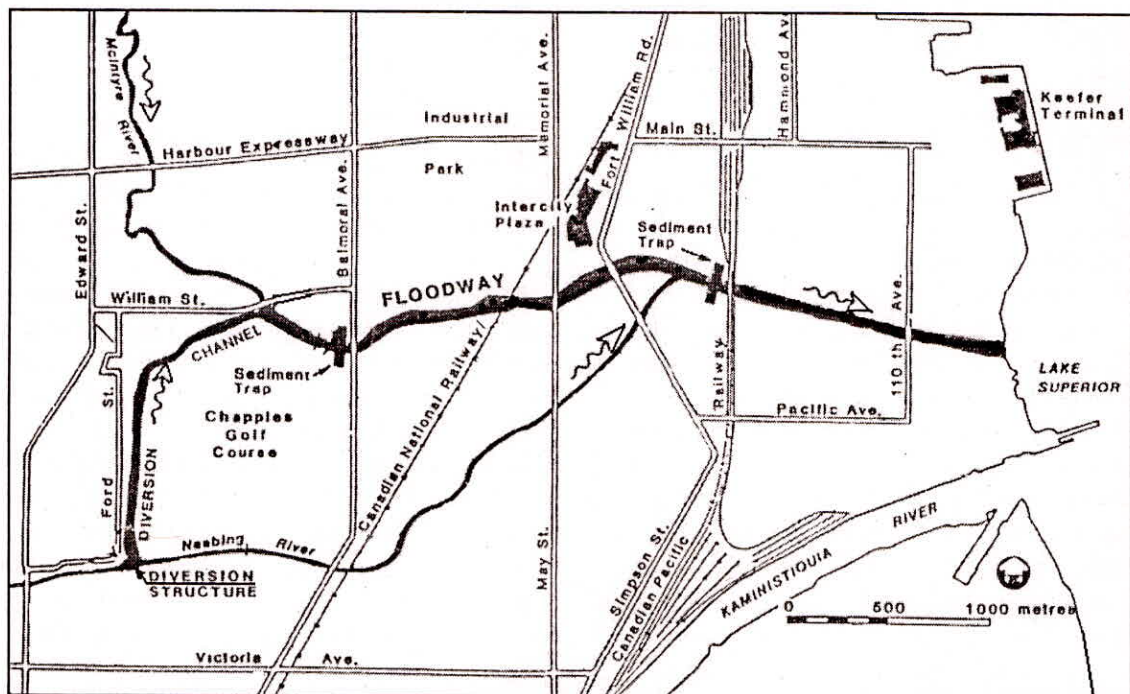 McIntyre
River
Harbour Expressway
Industrial
Park
Memorial Ave.
Fort William Rd.
Main St.
Hammond Ave
Keefer
Terminal
Edward St.
Balmoral Ave.
Intercity
Plaza
Sediment
Trap
William St.
FLOODWAY
CHANNEL
DIVERSION
Sediment
Trap
Chapples
Golf
Course
Ford St.
Canadian National Railway/
Railway
110th Ave.
Pacific Ave.
LAKE
SUPERIOR
Neebing River
DIVERSION
STRUCTURE
May St.
Simpson St.
Canadian Pacific
KAMINISTIQUIA RIVER
0 500 1000 metres
Victoria Ave.